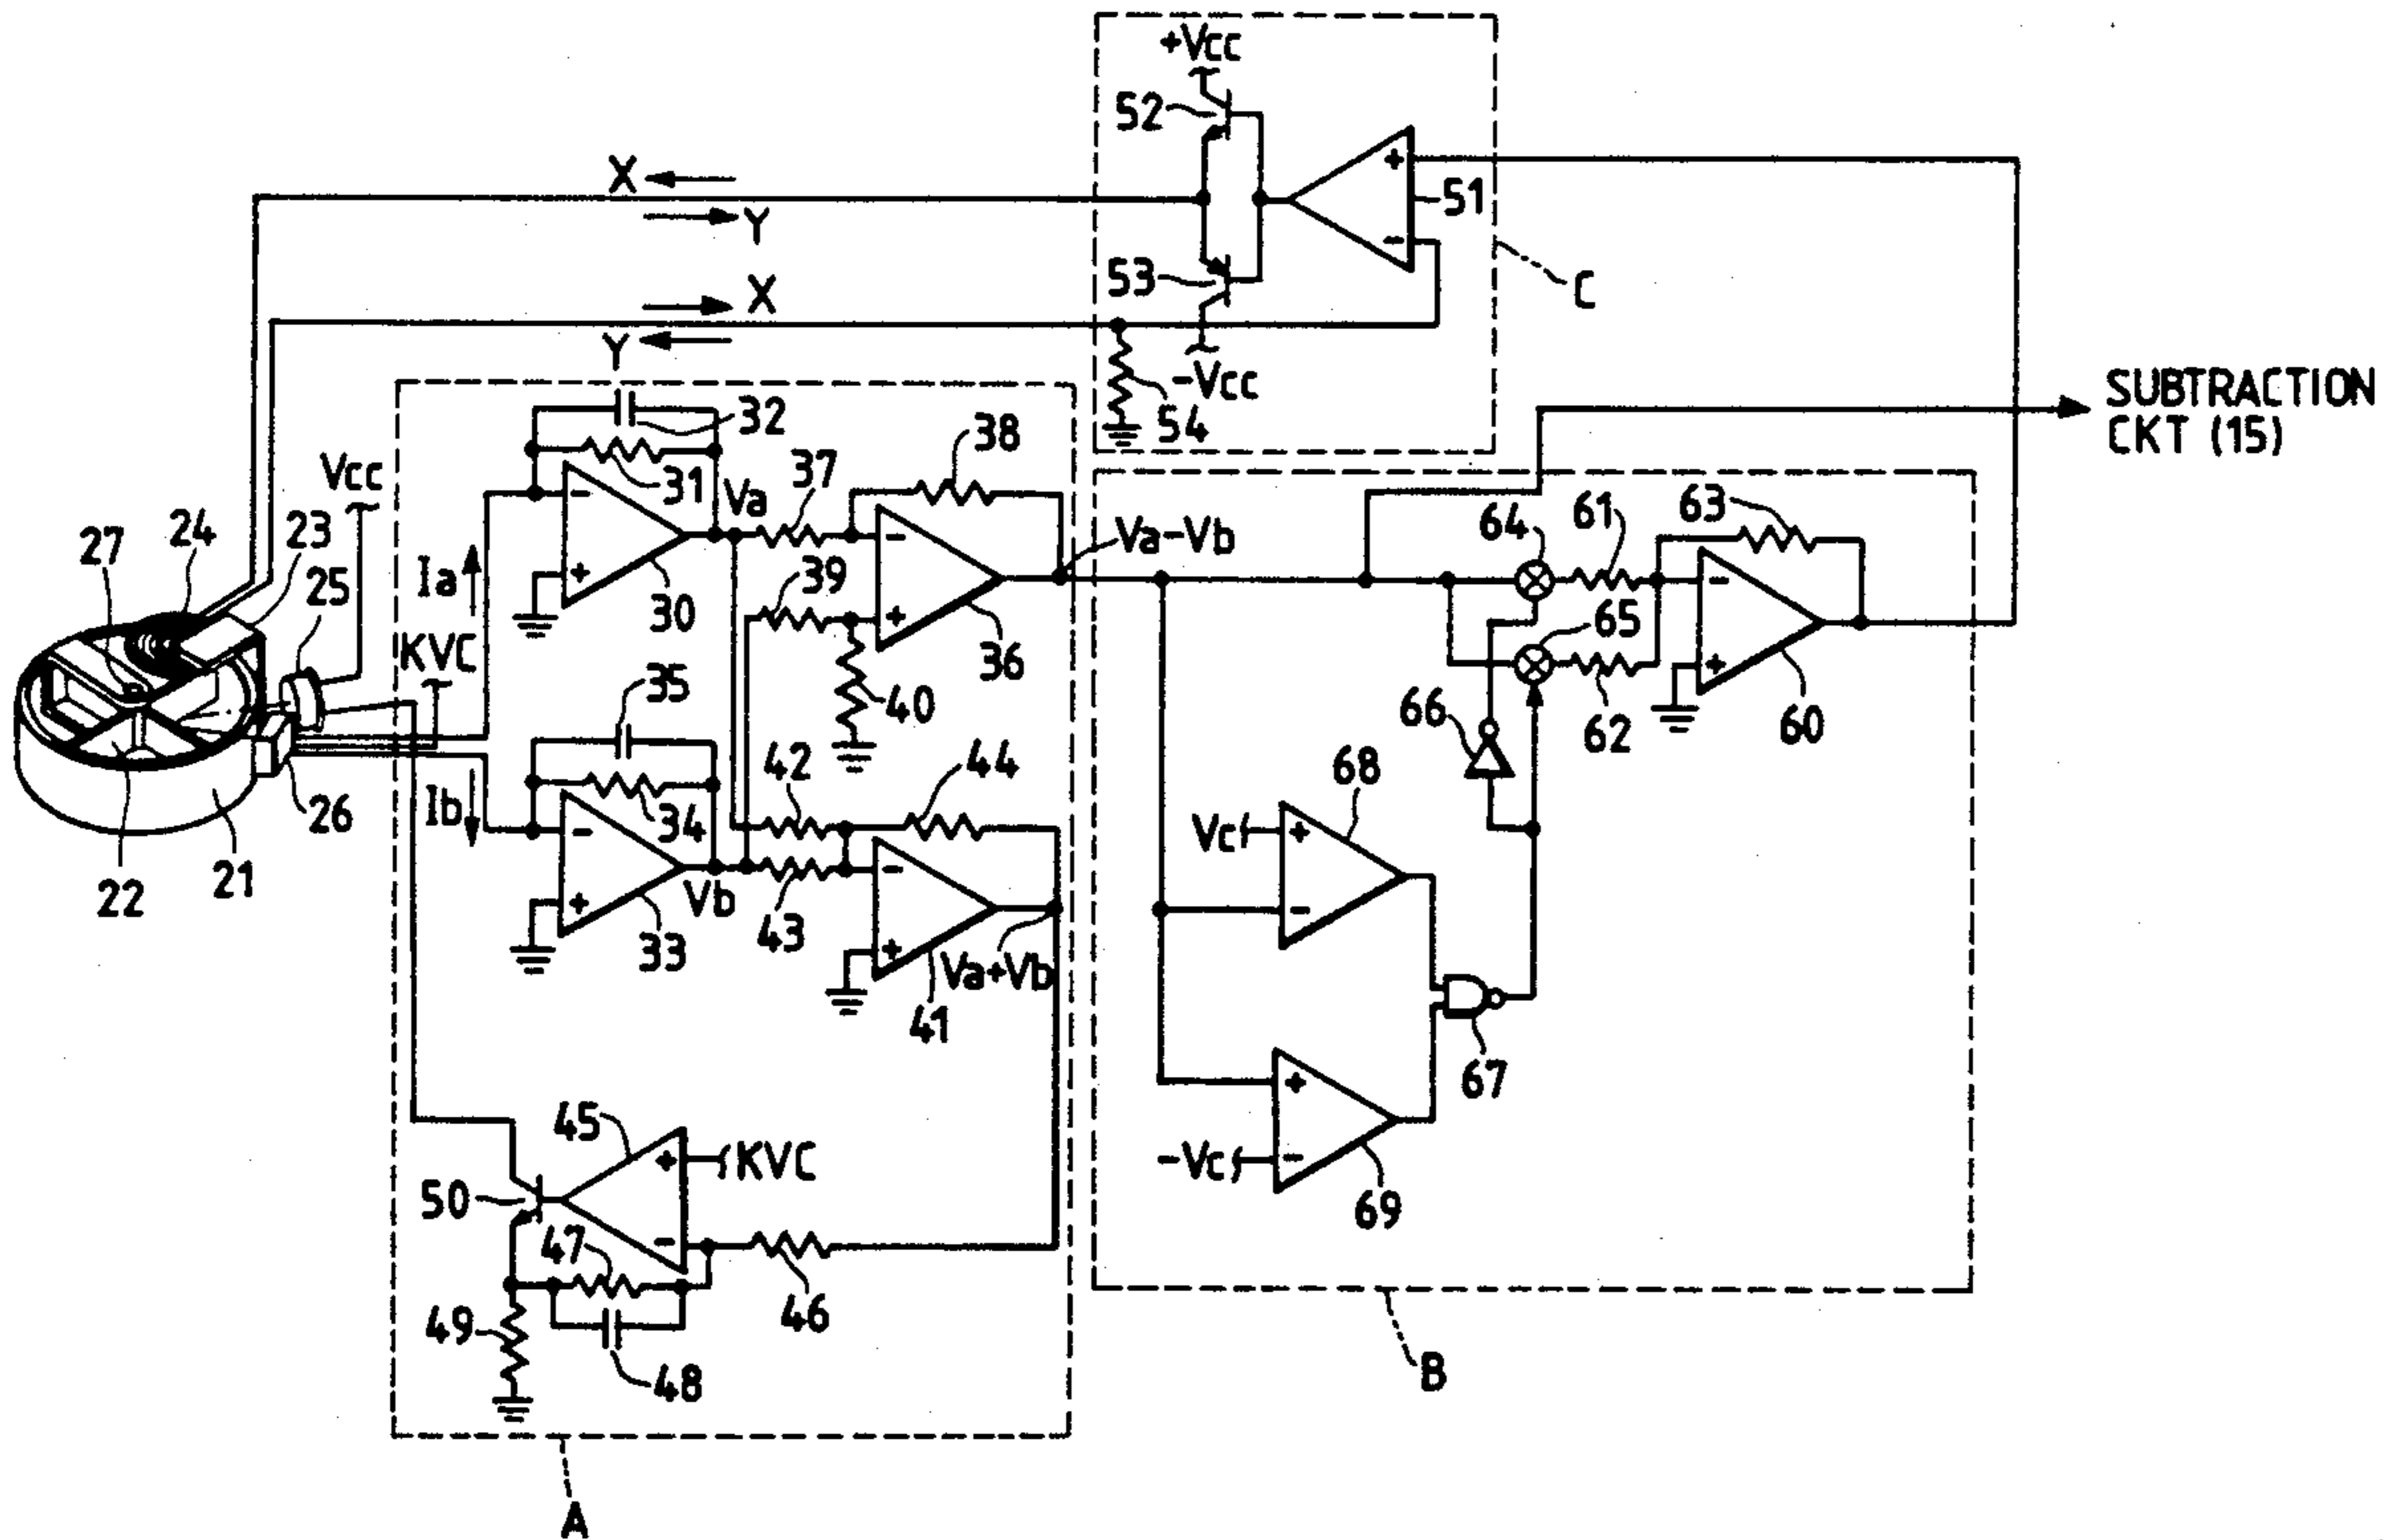 +Vcc
52
X
Y
51
+
-
53
X
Y
C
-Vcc
54
SUBTRACTION
CKT (15)
32
38
Vcc
31
Va
37
-
+
-
+
Va-Vb
64
61
63
27
24
23
25
Ia
30
39
36
65
-
+
KVC
35
40
66
62
60
Ib
26
42
44
68
34
Vc
+
-
22
21
-
+
33
Vb
43
-
+
Va+Vb
41
67
45
+
-
KVC
+
-
-Vc
69
50
47
46
49
48
B
A